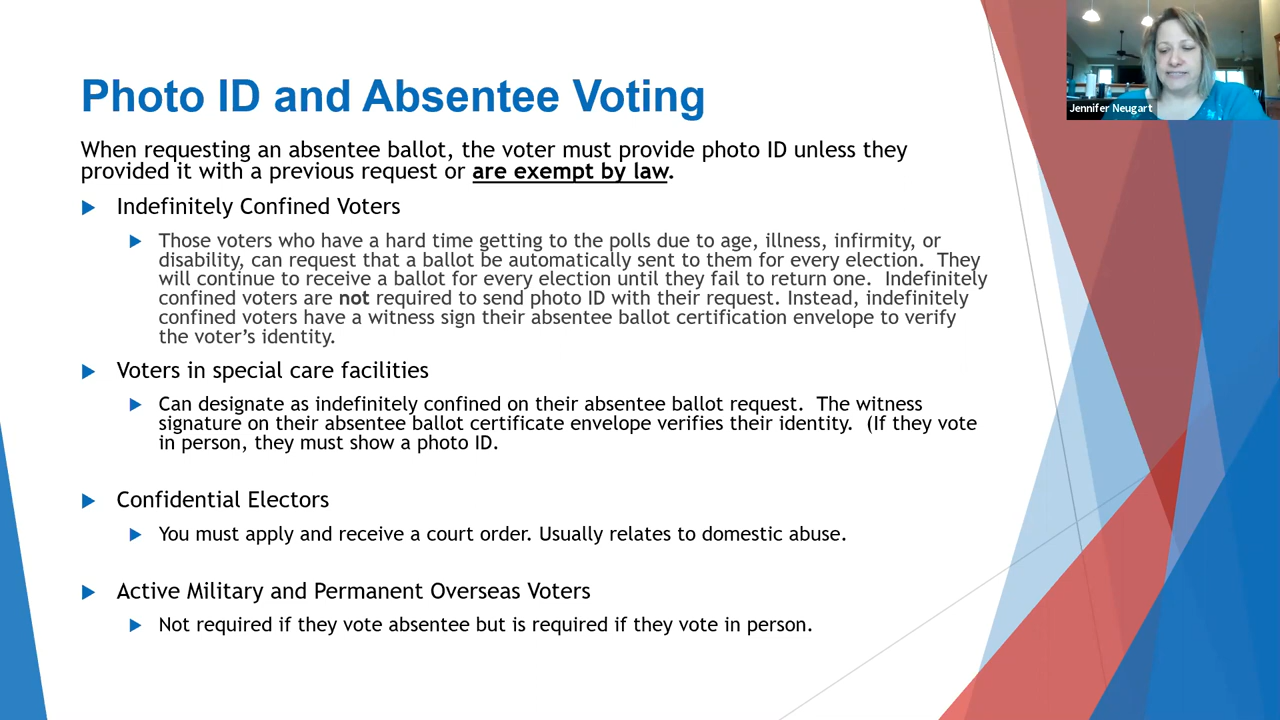 Photo ID and Absentee Voting
Jennifer Neugart
When requesting an absentee ballot, the voter must provide photo ID unless they
provided it with a previous request or are exempt by law.
Indefinitely Confined Voters
Those voters who have a hard time getting to the polls due to age, illness, infirmity, or
disability, can request that a ballot be automatically sent to them for every election.  They
will continue to receive a ballot for every election until they fail to return one.  Indefinitely
confined voters are not required to send photo ID with their request. Instead, indefinitely
confined voters have a witness sign their absentee ballot certification envelope to verify
the voter’s identity.
Voters in special care facilities
Can designate as indefinitely confined on their absentee ballot request.  The witness
signature on their absentee ballot certificate envelope verifies their identity.  (If they vote
in person, they must show a photo ID.
Confidential Electors
You must apply and receive a court order. Usually relates to domestic abuse.
Active Military and Permanent Overseas Voters
Not required if they vote absentee but is required if they vote in person.